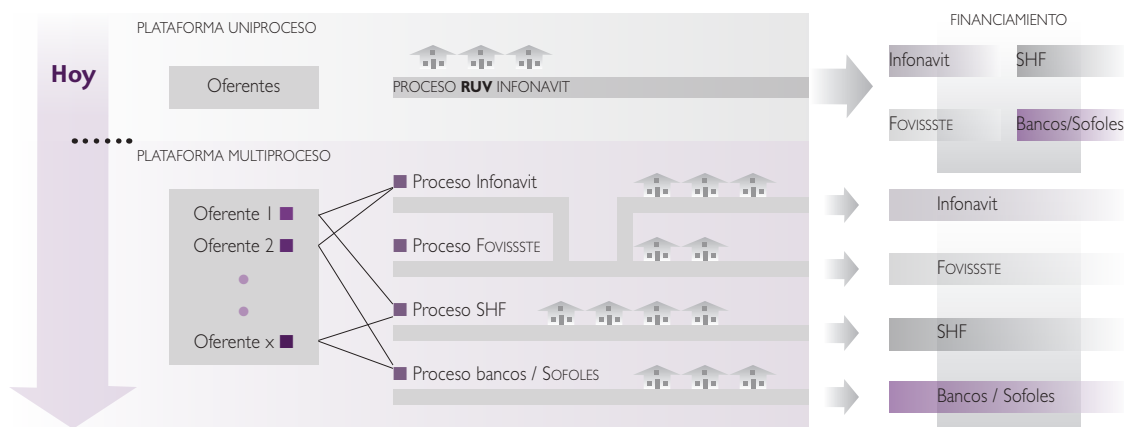 PLATAFORMA UNIPROCESO
FINANCIAMIENTO
Hoy
Oferentes
PROCESO RUV INFONAVIT
Infonavit
SHF
FOVISSSTE
Bancos/Sofoles
PLATAFORMA MULTIPROCESO
Oferente 1
Oferente 2
Oferente x
Proceso Infonavit
Proceso FOVISSSTE
Proceso SHF
Proceso bancos / SOFOLES
Infonavit
FOVISSSTE
SHF
Bancos / Sofoles